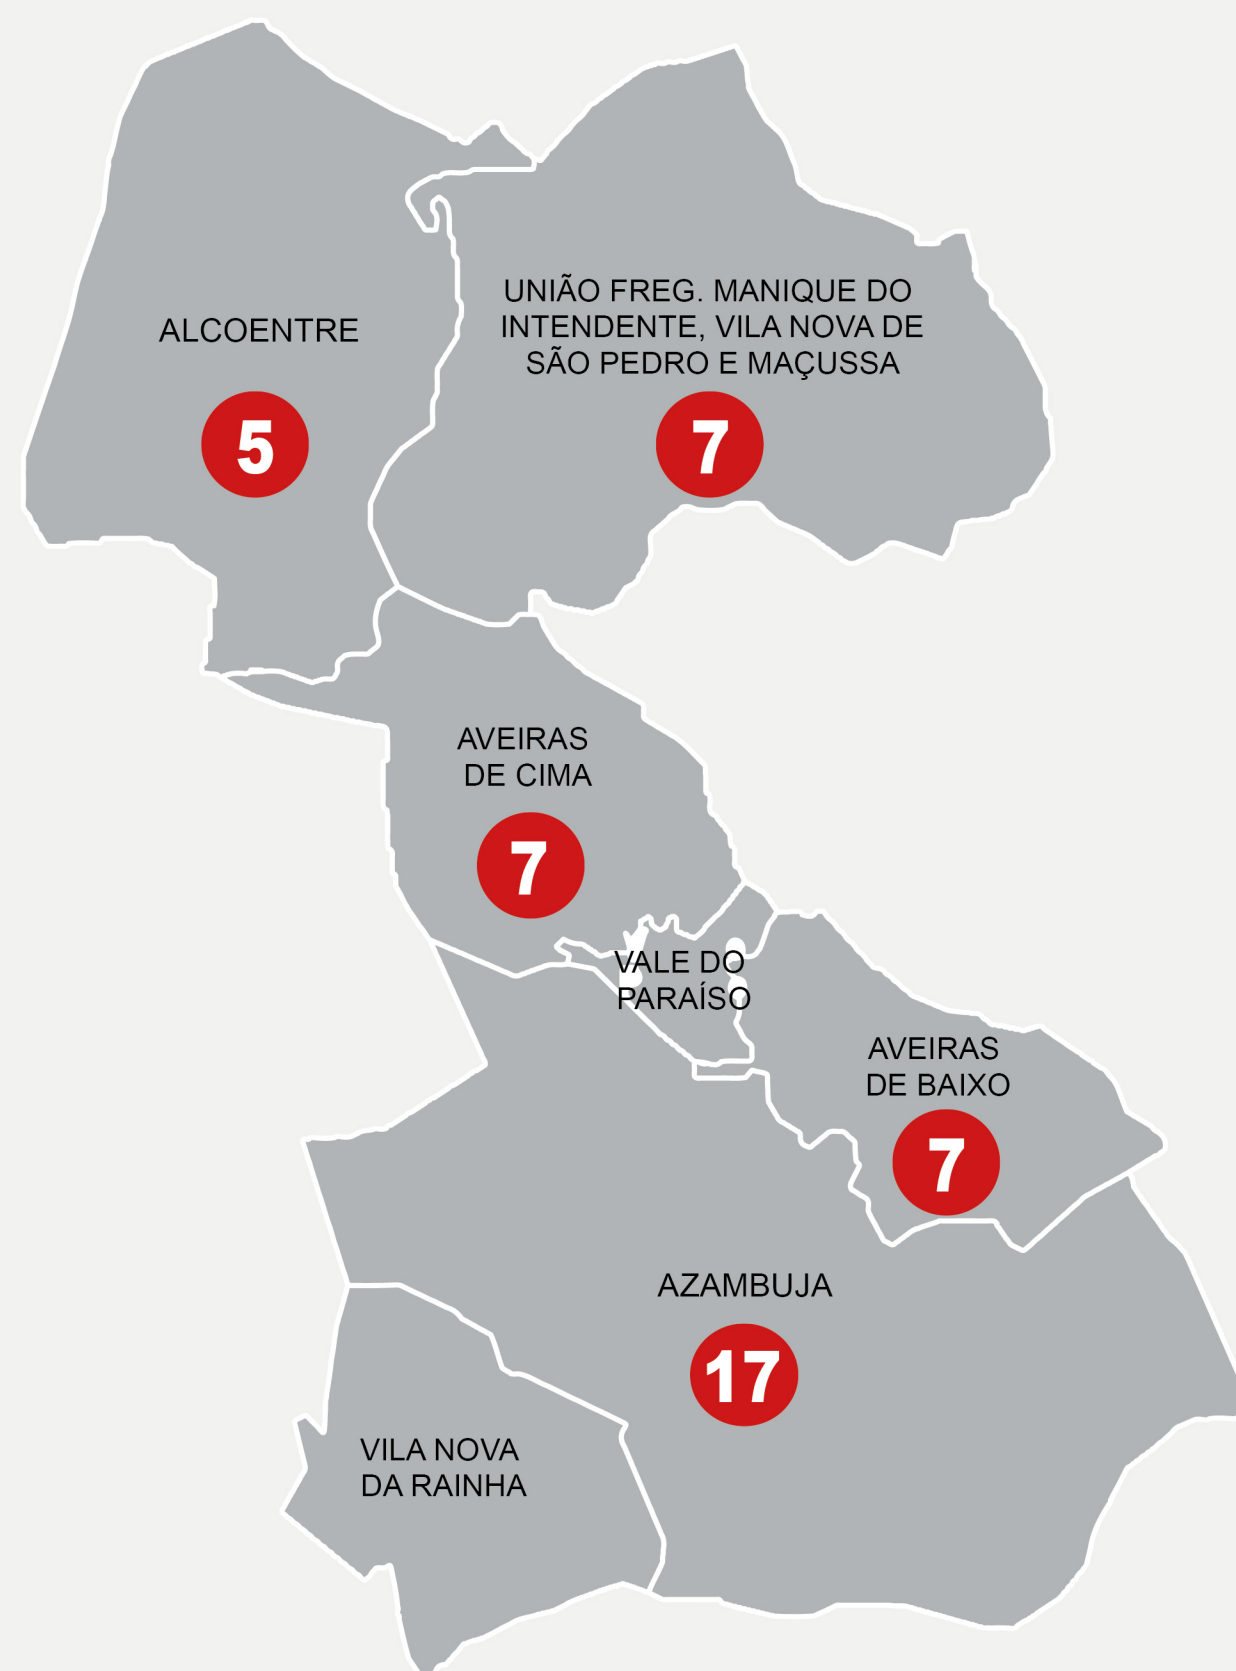 ALCOENTRE
5
UNIÃO FREG. MANIQUE DO
INTENDENTE, VILA NOVA DE
SÃO PEDRO E MAÇUSSA
7
AVEIRAS
DE CIMA
7
VALE DO
PARAÍSO
AVEIRAS
DE BAIXO
7
AZAMBUJA
17
VILA NOVA
DA RAINHA